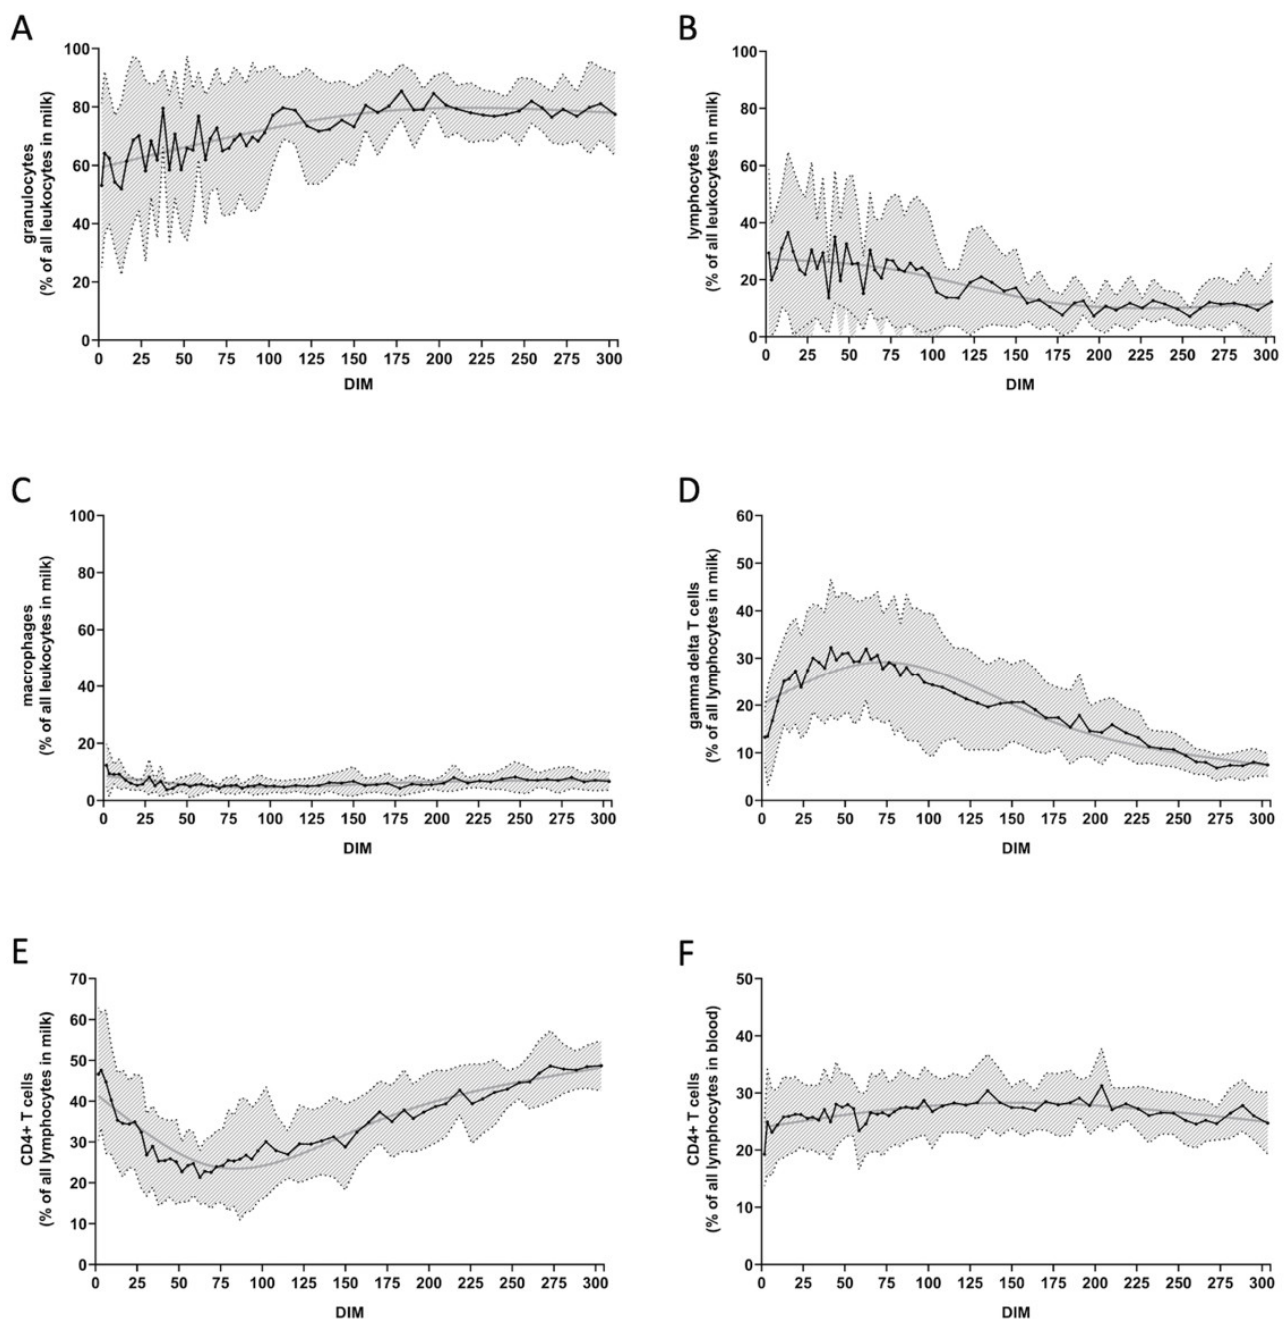 A
granulocytes
(% of all leukocytes in milk)
100
80
60
40
20
0
0 25 50 75 100 125 150 175 200 225 250 275 300
DIM
B
lymphocytes
(% of all leukocytes in milk)
100
80
60
40
20
0
0 25 50 75 100 125 150 175 200 225 250 275 300
DIM
C
macrophages
(% of all leukocytes in milk)
100
80
60
40
20
0
0 25 50 75 100 125 150 175 200 225 250 275 300
DIM
D
gamma delta T cells
(% of all lymphocytes in milk)
60
50
40
30
20
10
0
0 25 50 75 100 125 150 175 200 225 250 275 300
DIM
E
CD4+ T cells
(% of all lymphocytes in milk)
70
60
50
40
30
20
10
0
0 25 50 75 100 125 150 175 200 225 250 275 300
DIM
F
CD4+ T cells
(% of all lymphocytes in blood)
50
40
30
20
10
0
0 25 50 75 100 125 150 175 200 225 250 275 300
DIM